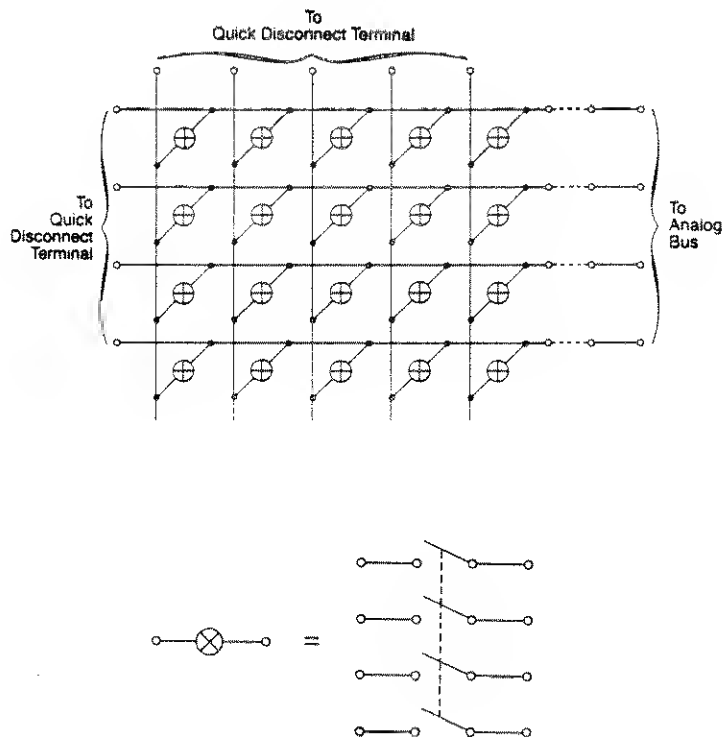 To
Quick Disconnect Terminal
To
Quick
Disconnect
Terminal
To
Analog
Bus
=